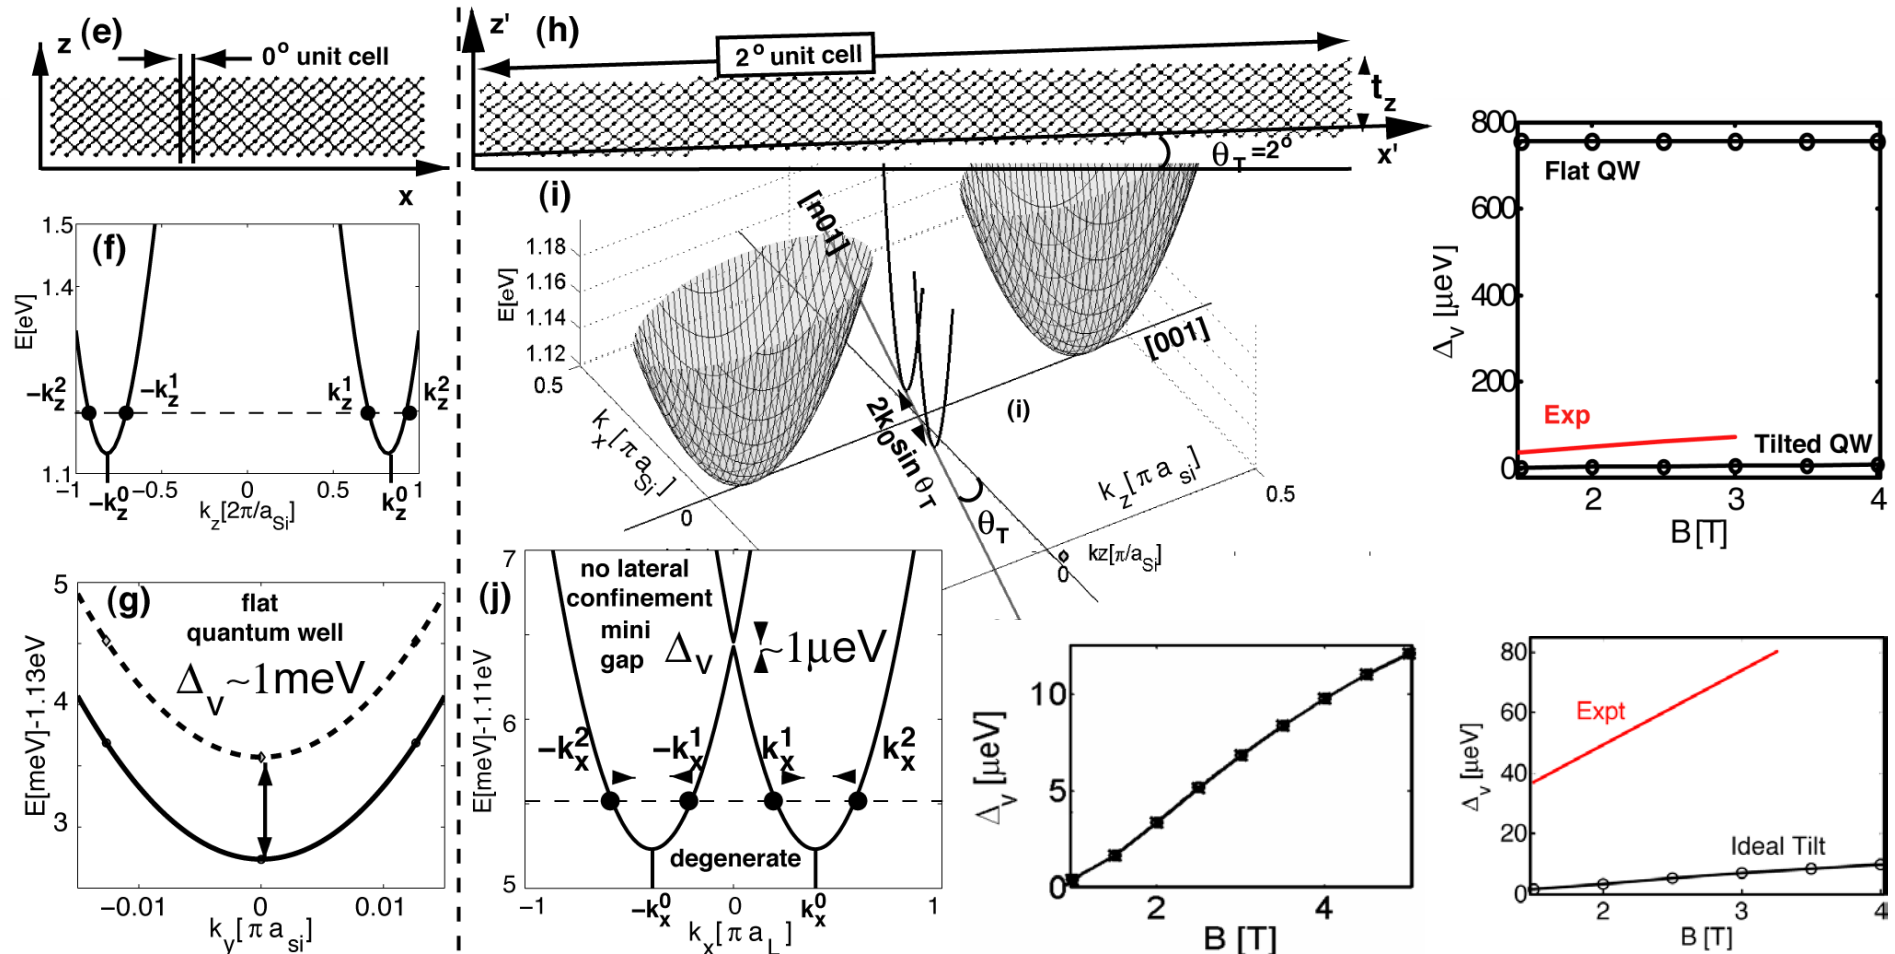 (e)
z
0° unit cell
x
(f)
1.5
1.4
1.1
E[eV]
-k_z^2
-k_z^1
k_z^1
k_z^2
-1
-0.5
0
0.5
1
-k_z^0
k_z^0
k_z[2π/a_Si]
(g)
flat
quantum well
Δ_v~1meV
5
4
3
E[meV]-1.13eV
-0.01
0
0.01
k_y[π a_si]
(h)
z'
2° unit cell
t_z
θ_T=2°
x'
(i)
[n01]
1.18
1.16
1.14
1.12
E[eV]
0.5
k_x[π a_Si]
0
[001]
2k_0sinθ_T
(i)
θ_T
k_z[π a_si]
0.5
kz[π/a_Si]
0
(j)
no lateral
confinement
mini
gap
Δ_v
~1μeV
7
6
5
E[meV]-1.11eV
-k_x^2
-k_x^1
k_x^1
k_x^2
degenerate
-1
-k_x^0
0
k_x^0
1
k_x[π a_L]
800
600
400
200
0
Δ_v [μeV]
Flat QW
Exp
Tilted QW
2
3
4
B[T]
10
5
0
Δ_v [μeV]
2
4
B [T]
80
60
40
20
0
Δ_v [μeV]
Expt
Ideal Tilt
2
3
4
B [T]